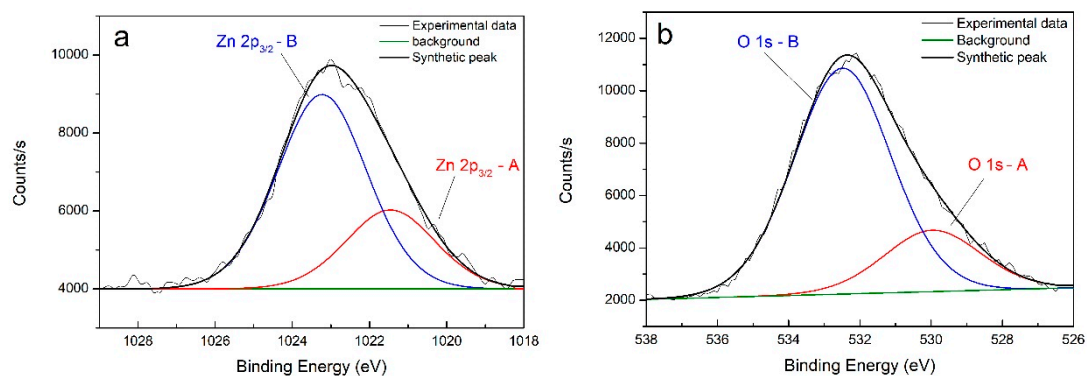 a
Zn 2p3/2 - B
Experimental data
background
Synthetic peak
Zn 2p3/2 - A
Counts/s
10000
8000
6000
4000
1028
1026
1024
1022
1020
1018
Binding Energy (eV)
b
O 1s - B
Experimental data
Background
Synthetic peak
O 1s - A
Counts/s
12000
10000
8000
6000
4000
2000
538
536
534
532
530
528
526
Binding Energy (eV)